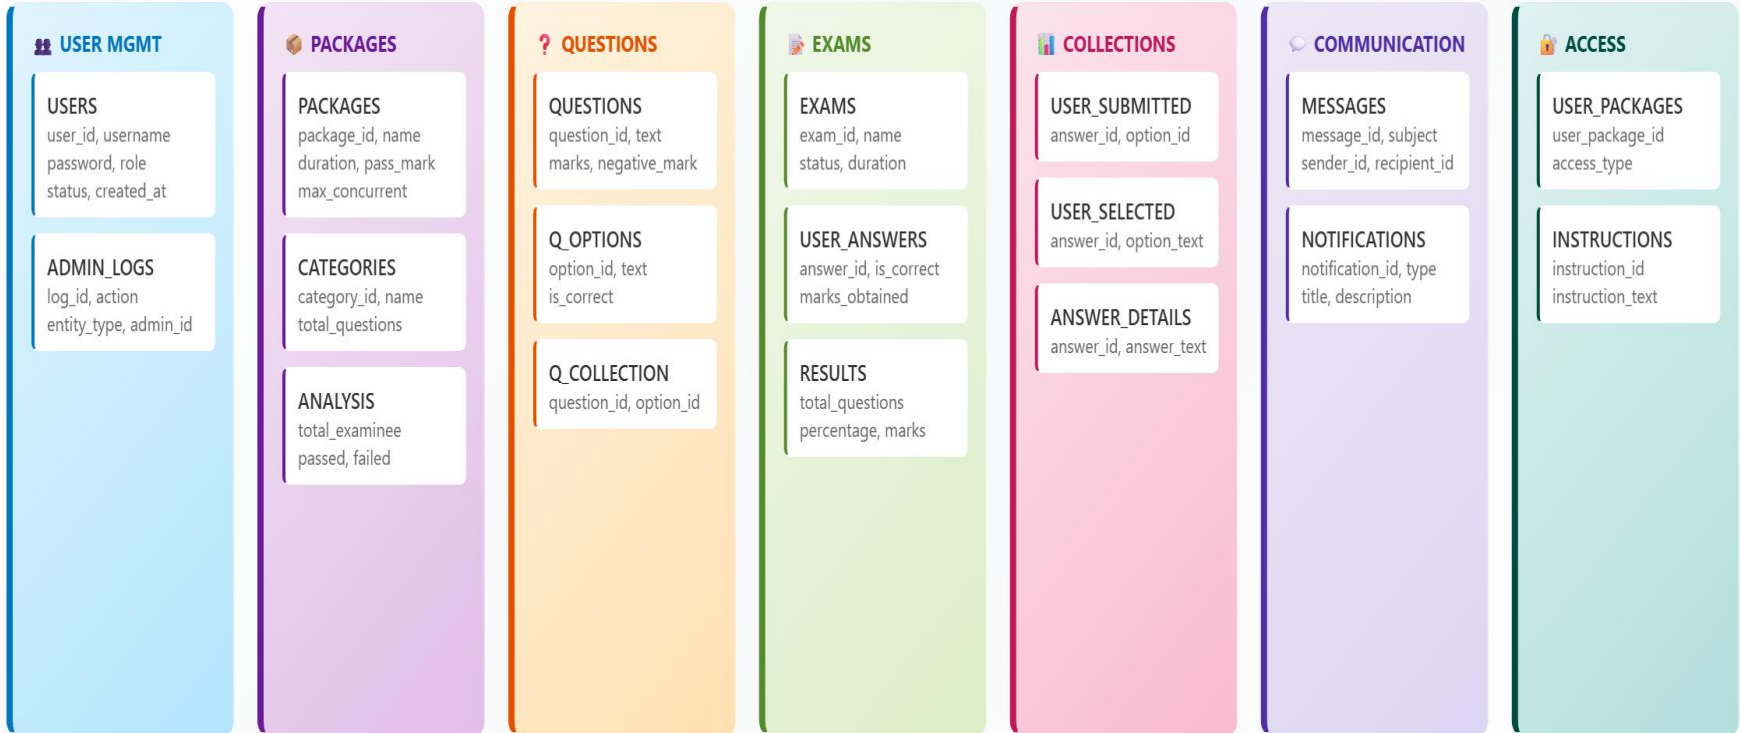 USER MGMT
USERS
user_id, username
password, role
status, created_at
ADMIN_LOGS
log_id, action
entity_type, admin_id
PACKAGES
PACKAGES
package_id, name
duration, pass_mark
max_concurrent
CATEGORIES
category_id, name
total_questions
ANALYSIS
total_examinee
passed, failed
QUESTIONS
QUESTIONS
question_id, text
marks, negative_mark
Q_OPTIONS
option_id, text
is_correct
Q_COLLECTION
question_id, option_id
EXAMS
EXAMS
exam_id, name
status, duration
USER_ANSWERS
answer_id, is_correct
marks_obtained
RESULTS
total_questions
percentage, marks
COLLECTIONS
USER_SUBMITTED
answer_id, option_id
USER_SELECTED
answer_id, option_text
ANSWER_DETAILS
answer_id, answer_text
COMMUNICATION
MESSAGES
message_id, subject
sender_id, recipient_id
NOTIFICATIONS
notification_id, type
title, description
ACCESS
USER_PACKAGES
user_package_id
access_type
INSTRUCTIONS
instruction_id
instruction_text